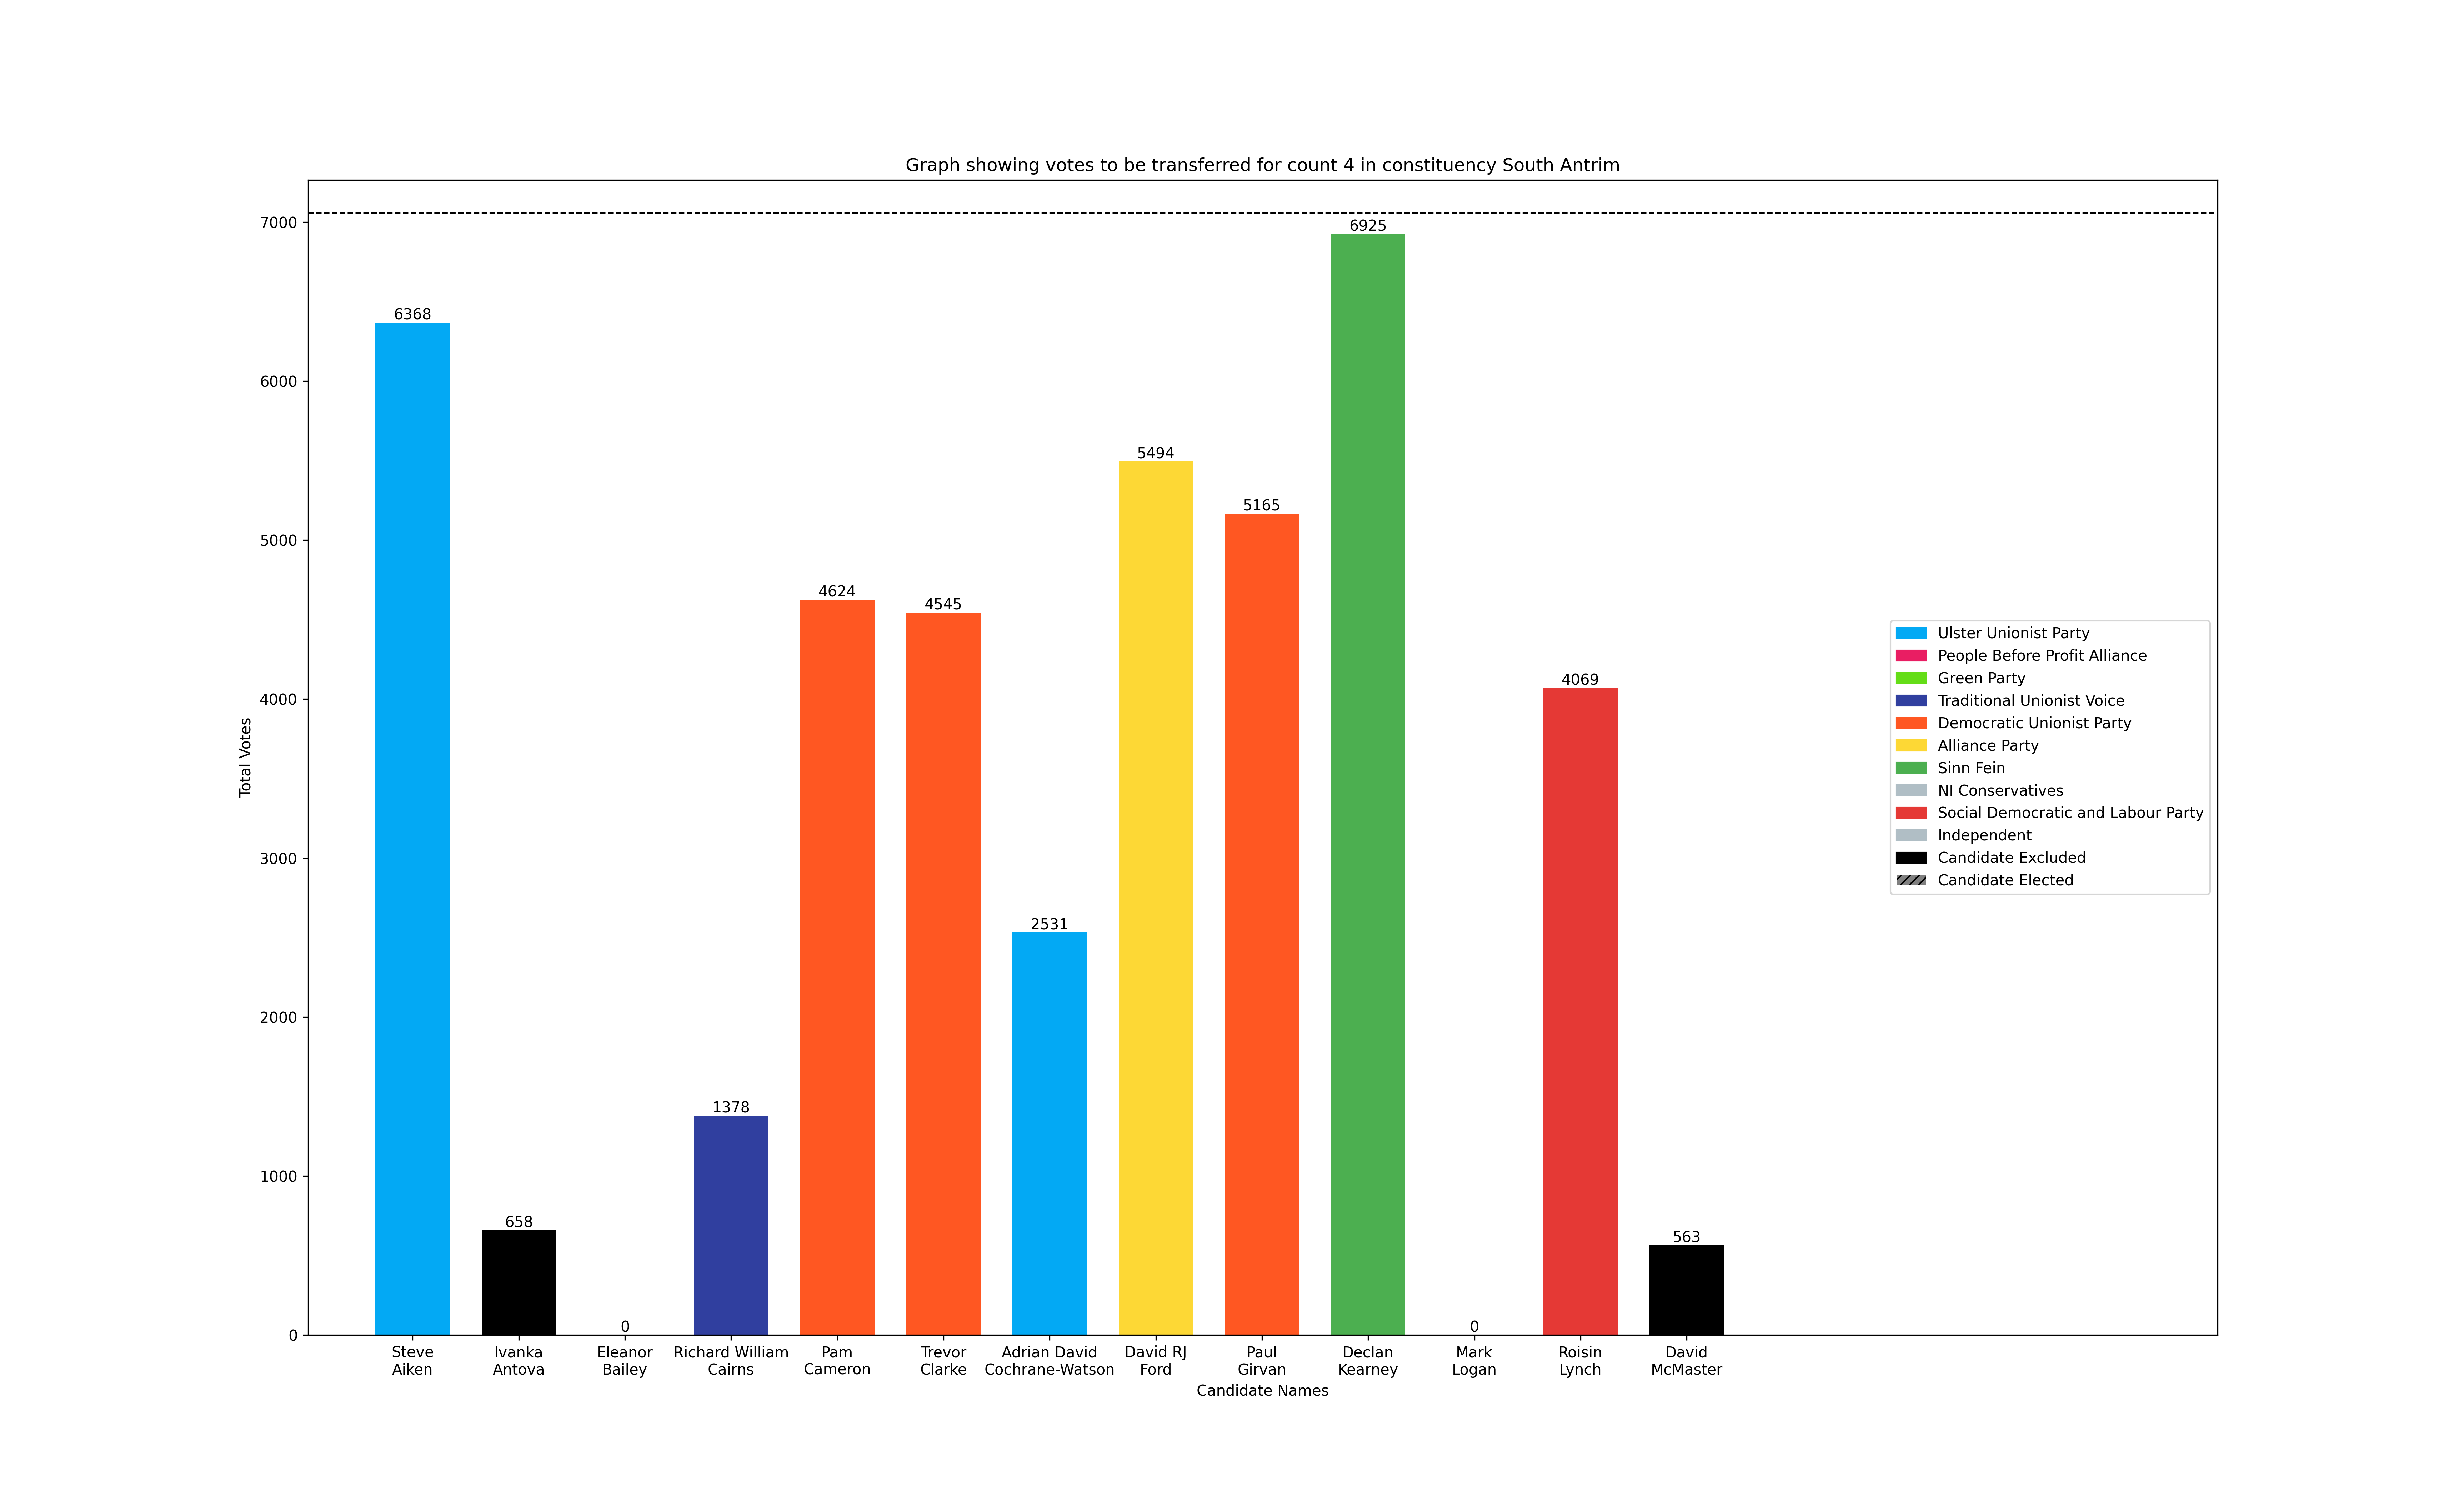 Graph showing votes to be transferred for count 4 in constituency South Antrim
7000
6000
5000
4000
3000
2000
1000
0
Total Votes
6368
658
0
1378
4624
4545
2531
5494
5165
6925
0
4069
563
Ulster Unionist Party
People Before Profit Alliance
Green Party
Traditional Unionist Voice
Democratic Unionist Party
Alliance Party
Sinn Fein
NI Conservatives
Social Democratic and Labour Party
Independent
Candidate Excluded
Candidate Elected
Steve
Aiken
Ivanka
Antova
Eleanor
Bailey
Richard William
Cairns
Pam
Cameron
Trevor
Clarke
Adrian David
Cochrane-Watson
David RJ
Ford
Paul
Girvan
Declan
Kearney
Mark
Logan
Roisin
Lynch
David
McMaster
Candidate Names